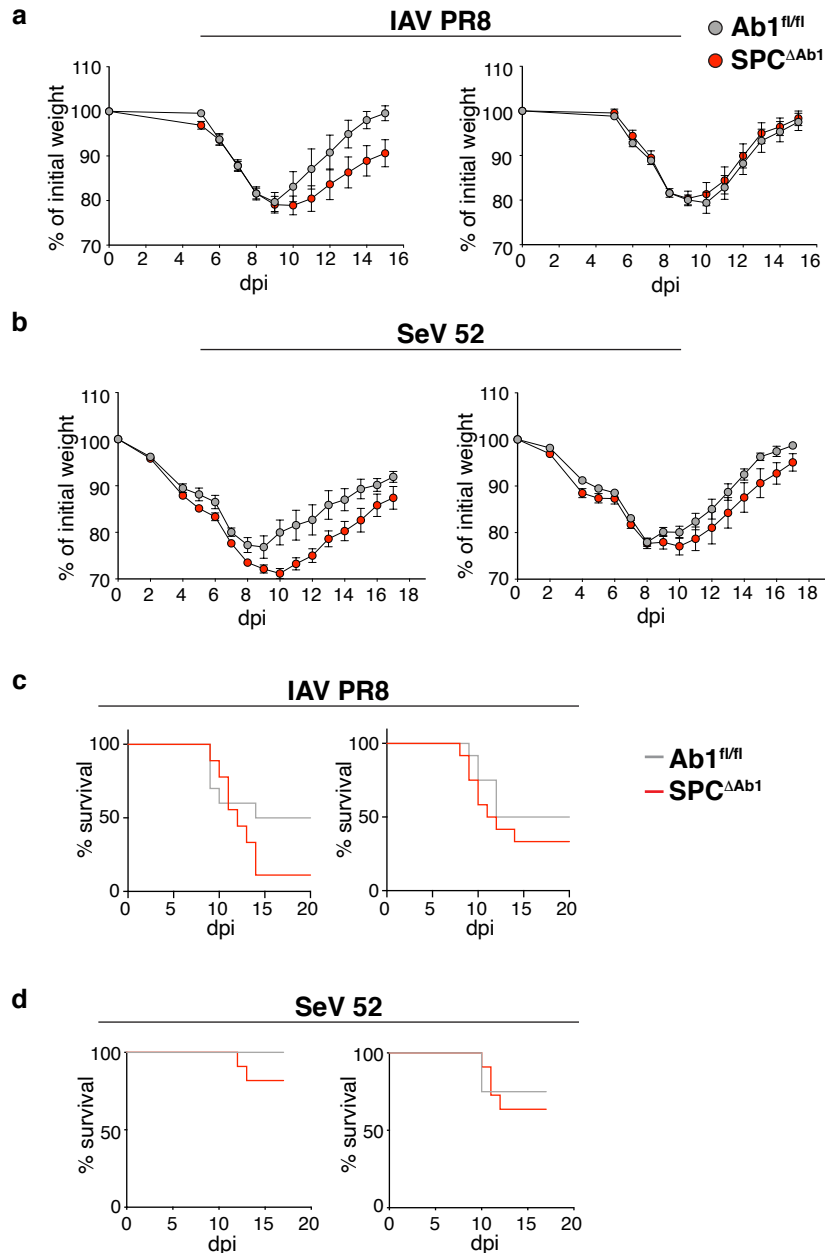 a
IAV PR8
Ab1fl/fl
SPCΔAb1
% of initial weight
110
100
90
80
70
0 2 4 6 8 10 12 14 16
dpi
% of initial weight
110
100
90
80
70
0 2 4 6 8 10 12 14 16
dpi
b
SeV 52
% of initial weight
110
100
90
80
70
0 2 4 6 8 10 12 14 16 18
dpi
% of initial weight
110
100
90
80
70
0 2 4 6 8 10 12 14 16 18
dpi
c
IAV PR8
Ab1fl/fl
SPCΔAb1
% survival
100
50
0
0 5 10 15 20
dpi
% survival
100
50
0
0 5 10 15 20
dpi
d
SeV 52
% survival
100
50
0
0 5 10 15 20
dpi
% survival
100
50
0
0 5 10 15 20
dpi